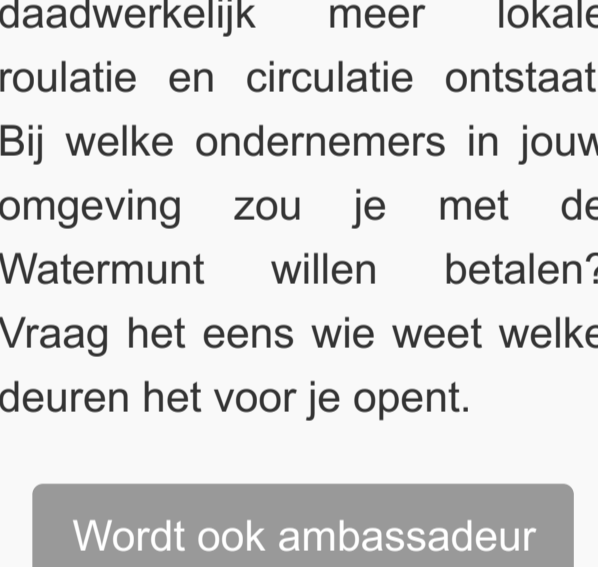 daadwerkelijk meer lokale
roulatie en circulatie ontstaat
Bij welke ondernemers in jouw
omgeving zou je met de
Watermunt willen betalen?
Vraag het eens wie weet welke
deuren het voor je opent.
Wordt ook ambassadeur